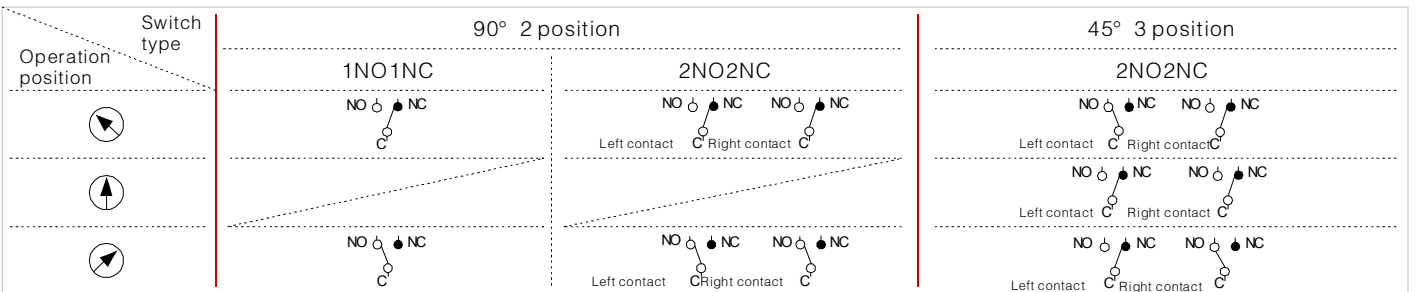 Switch type
Operation position
90° 2 position
45° 3 position
1NO1NC
2NO2NC
2NO2NC
NO NC
C
NO NC NO NC
Left contact C Right contact C
NO NC NO NC
Left contact C Right contact C
NO NC NO NC
Left contact C Right contact C
NO NC
C
NO NC NO NC
Left contact C Right contact C
NO NC NO NC
Left contact C Right contact C